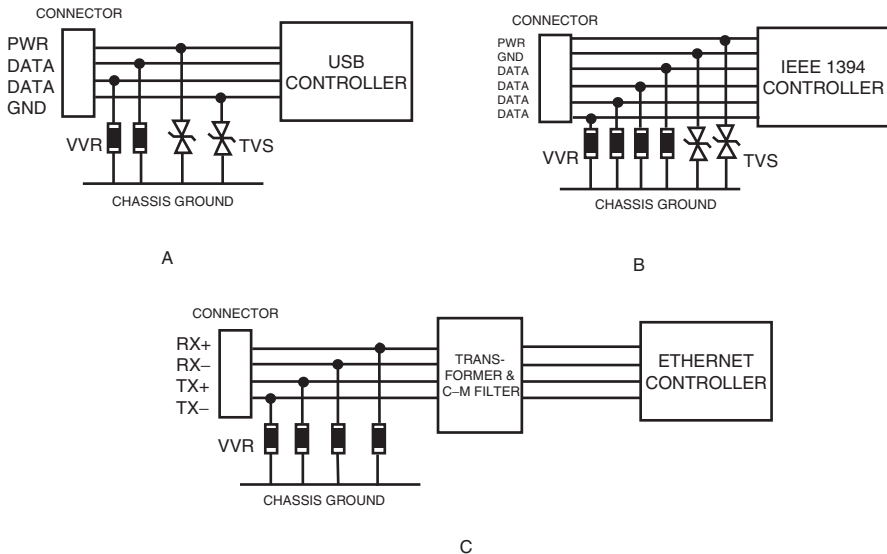 CONNECTOR
PWR
DATA
DATA
GND
USB
CONTROLLER
VVR
TVS
CHASSIS GROUND
A
CONNECTOR
PWR
GND
DATA
DATA
DATA
DATA
IEEE 1394
CONTROLLER
VVR
TVS
CHASSIS GROUND
B
CONNECTOR
RX+
RX–
TX+
TX–
TRANS-
FORMER &
C–M FILTER
ETHERNET
CONTROLLER
VVR
CHASSIS GROUND
C